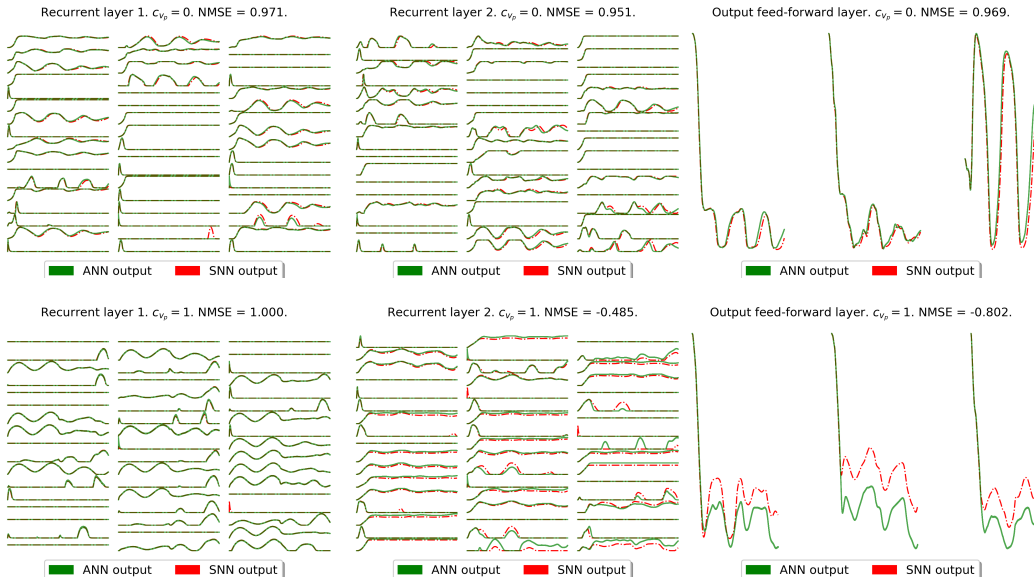 Recurrent layer 1. $c_{v_p} = 0$. NMSE = 0.971.
Recurrent layer 2. $c_{v_p} = 0$. NMSE = 0.951.
Output feed-forward layer. $c_{v_p} = 0$. NMSE = 0.969.
ANN output SNN output
ANN output SNN output
ANN output SNN output
Recurrent layer 1. $c_{v_p} = 1$. NMSE = 1.000.
Recurrent layer 2. $c_{v_p} = 1$. NMSE = -0.485.
Output feed-forward layer. $c_{v_p} = 1$. NMSE = -0.802.
ANN output SNN output
ANN output SNN output
ANN output SNN output